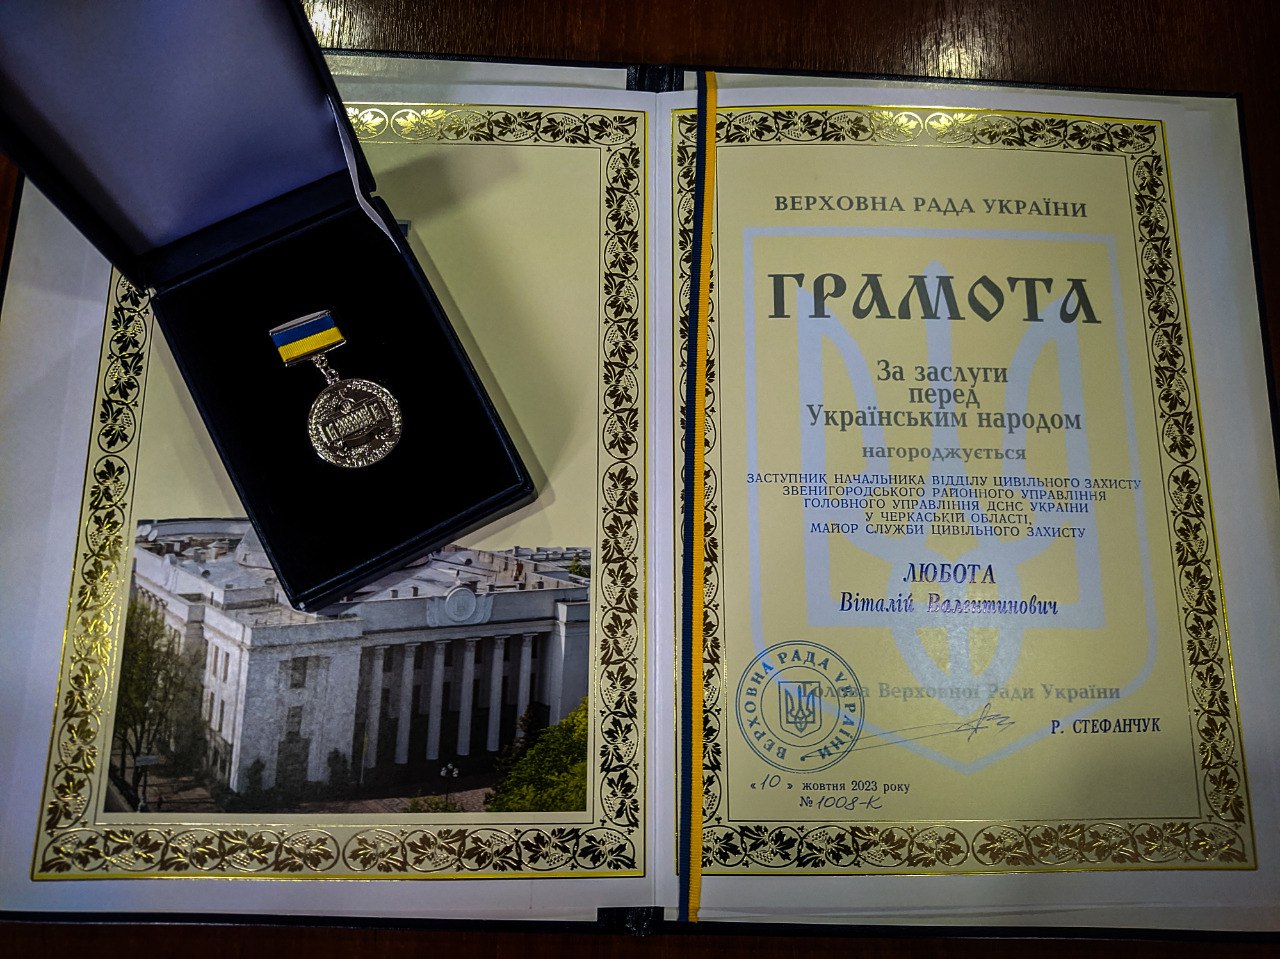 ВЕРХОВНА РАДА УКРАЇНИ
ГРАМОТА
За заслуги
перед
Українським народом
нагороджується
ЗАСТУПНИК НАЧАЛЬНИКА ВІДДІЛУ ЦИВІЛЬНОГО ЗАХИСТУ
ЗВЕНИГОРОДСЬКОГО РАЙОННОГО УПРАВЛІННЯ
ГОЛОВНОГО УПРАВЛІННЯ ДСНС УКРАЇНИ
У ЧЕРКАСЬКІЙ ОБЛАСТІ,
МАЙОР СЛУЖБИ ЦИВІЛЬНОГО ЗАХИСТУ
ЛЮБОТА
Віталій Валентинович
ВЕРХОВНА РАДА УКРАЇНИ
Голова Верховної Ради України
Р. СТЕФАНЧУК
«10» жовтня 2023 року
№ 1008-К